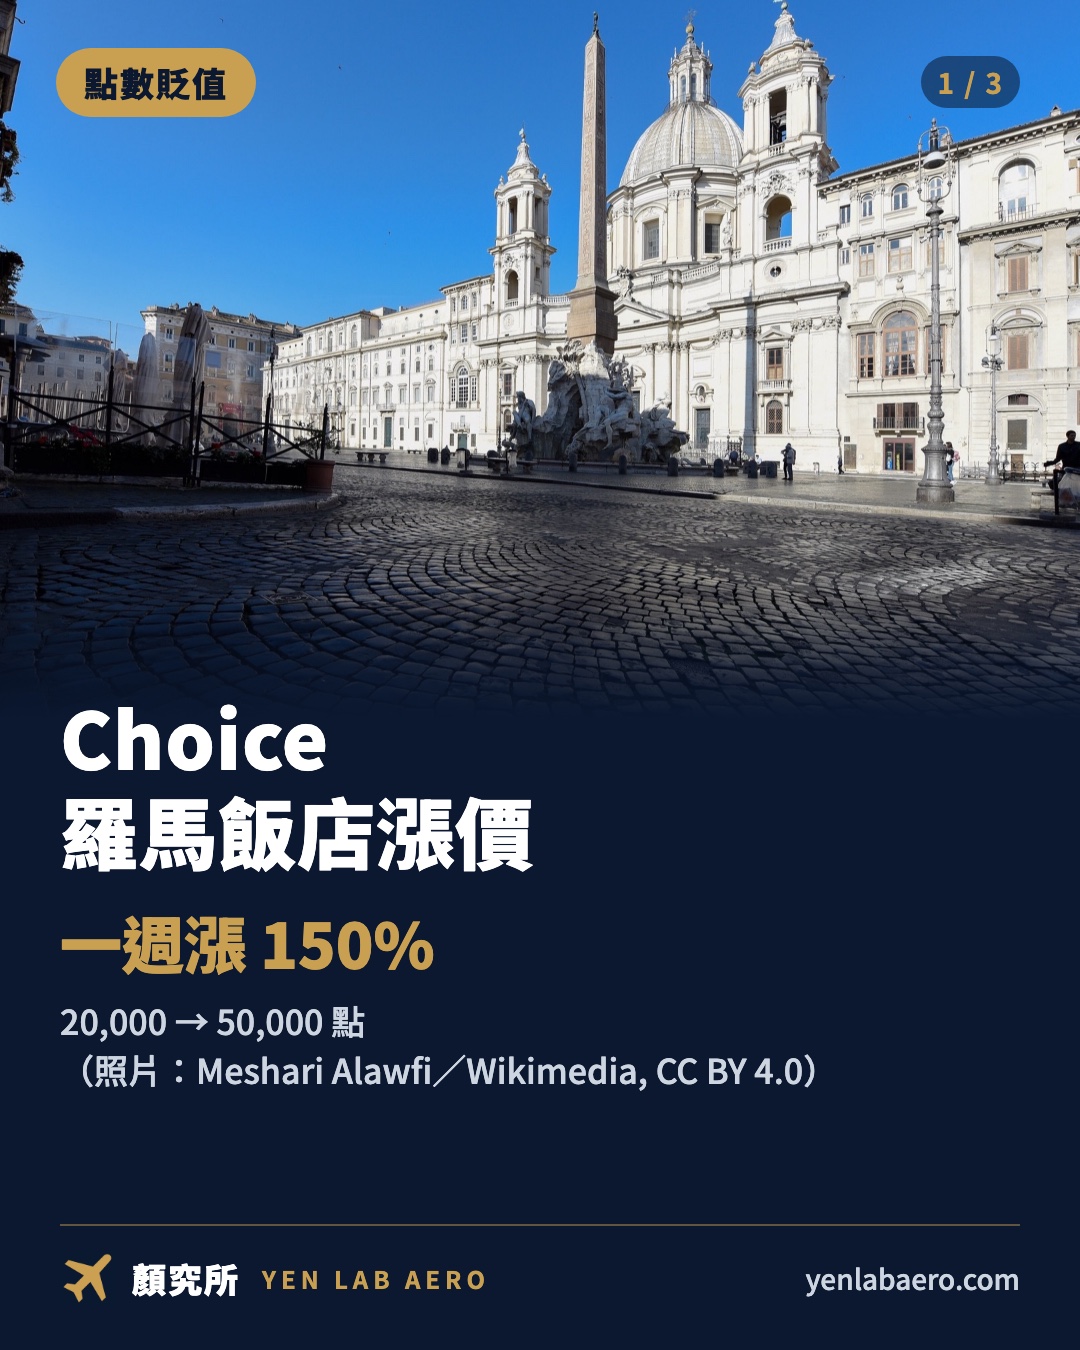 點數貶值
1 / 3
Choice
羅馬飯店漲價
一週漲 150%
20,000 → 50,000 點
（照片：Meshari Alawfi／Wikimedia, CC BY 4.0）
顏究所 YEN LAB AERO
yenlabaero.com